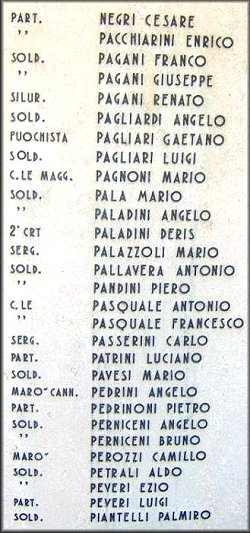 PART. NEGRI CESARE
,, PACCHIARINI ENRICO
SOLD. PAGANI FRANCO
,, PAGANI GIUSEPPE
SILUR. PAGANI RENATO
SOLD. PAGLIARDI ANGELO
FUOCHISTA PAGLIARI GAETANO
SOLD. PAGLIARI LUIGI
C.LE MAGG. PAGNONI MARIO
SOLD. PALA MARIO
,, PALADINI ANGELO
2° CRT PALADINI DERIS
SERG. PALAZZOLI MARIO
SOLD. PALLAVERA ANTONIO
,, PANDINI PIERO
C.LE PASQUALE ANTONIO
,, PASQUALE FRANCESCO
SERG. PASSERINI CARLO
PART. PATRINI LUCIANO
SOLD. PAVESI MARIO
MARO° CANN. PEDRINI ANGELO
PART. PEDRINONI PIETRO
SOLD. PERNICENI ANGELO
,, PERNICENI BRUNO
MARO° PEROZZI CAMILLO
SOLD. PETRALI ALDO
,, PEVERI EZIO
PART. PEVERI LUIGI
SOLD. PIANTELLI PALMIRO